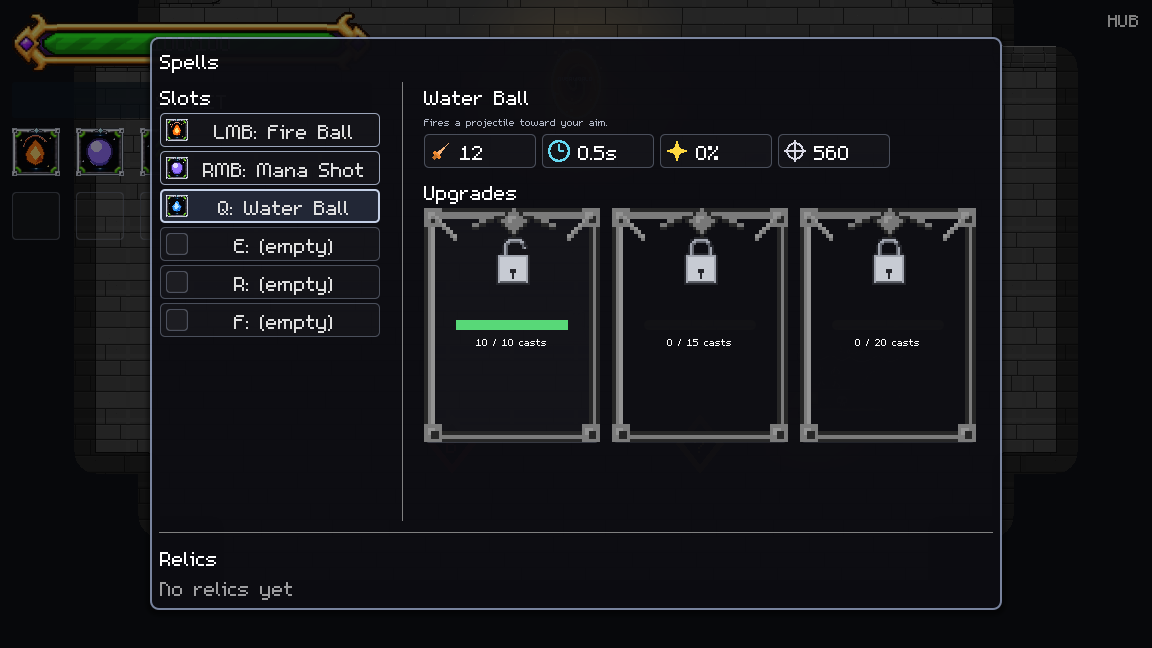 HUB
Spells
Slots
LMB: Fire Ball
RMB: Mana Shot
Q: Water Ball
E: (empty)
R: (empty)
F: (empty)
Water Ball
Fires a projectile toward your aim.
12
0.5s
0%
560
Upgrades
10 / 10 casts
0 / 15 casts
0 / 20 casts
Relics
No relics yet